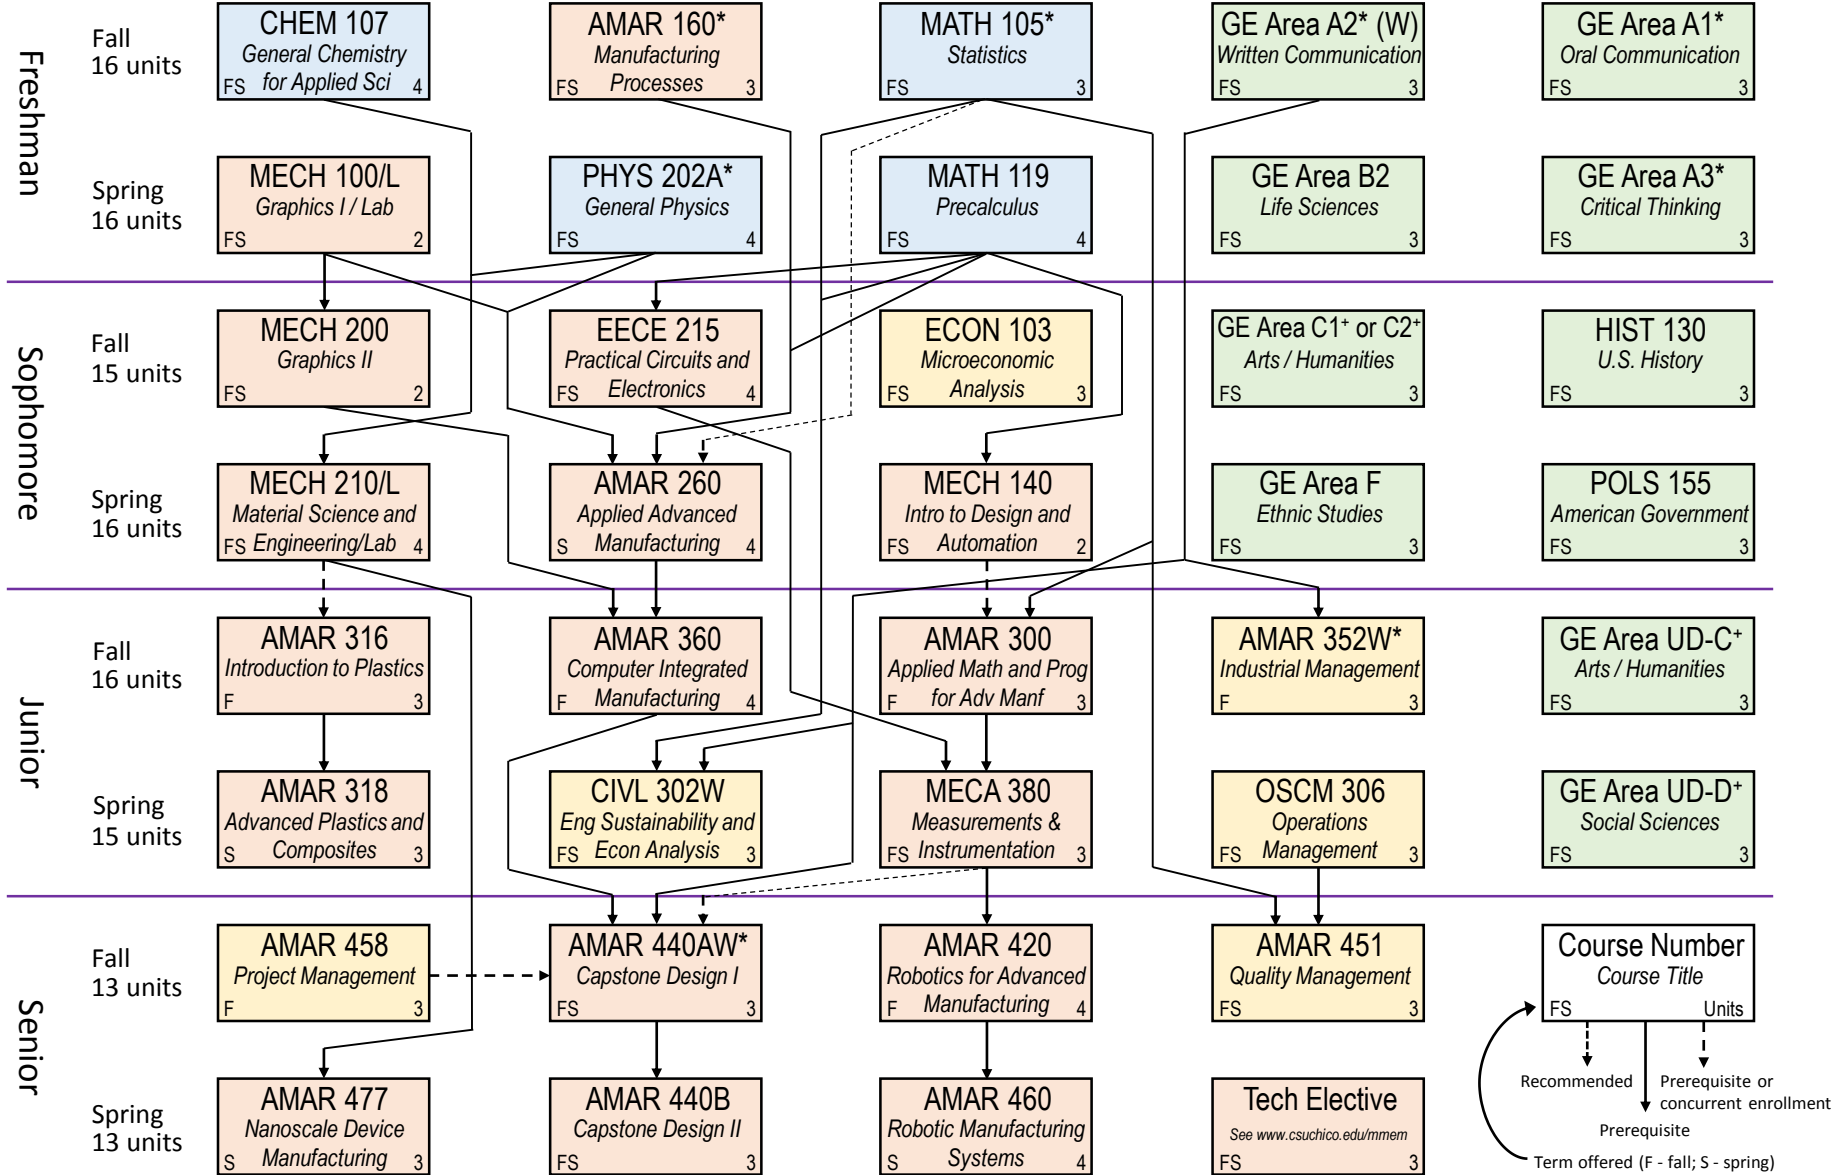 Freshman
Fall
16 units
CHEM 107
General Chemistry
for Applied Sci
FS
4
AMAR 160*
Manufacturing
Processes
FS
3
MATH 105*
Statistics
FS
3
GE Area A2* (W)
Written Communication
FS
3
GE Area A1*
Oral Communication
FS
3
Spring
16 units
MECH 100/L
Graphics I / Lab
FS
2
PHYS 202A*
General Physics
FS
4
MATH 119
Precalculus
FS
4
GE Area B2
Life Sciences
FS
3
GE Area A3*
Critical Thinking
FS
3
Sophomore
Fall
15 units
MECH 200
Graphics II
FS
2
EECE 215
Practical Circuits and
Electronics
FS
4
ECON 103
Microeconomic
Analysis
FS
3
GE Area C1+ or C2+
Arts / Humanities
FS
3
HIST 130
U.S. History
FS
3
Spring
16 units
MECH 210/L
Material Science and
Engineering/Lab
FS
4
AMAR 260
Applied Advanced
Manufacturing
S
4
MECH 140
Intro to Design and
Automation
FS
2
GE Area F
Ethnic Studies
FS
3
POLS 155
American Government
FS
3
Junior
Fall
16 units
AMAR 316
Introduction to Plastics
F
3
AMAR 360
Computer Integrated
Manufacturing
F
4
AMAR 300
Applied Math and Prog
for Adv Manf
F
3
AMAR 352W*
Industrial Management
F
3
GE Area UD-C+
Arts / Humanities
FS
3
Spring
15 units
AMAR 318
Advanced Plastics and
Composites
S
3
CIVL 302W
Eng Sustainability and
Econ Analysis
FS
3
MECA 380
Measurements &
Instrumentation
FS
3
OSCM 306
Operations
Management
FS
3
GE Area UD-D+
Social Sciences
FS
3
Senior
Fall
13 units
AMAR 458
Project Management
F
3
AMAR 440AW*
Capstone Design I
FS
3
AMAR 420
Robotics for Advanced
Manufacturing
F
4
AMAR 451
Quality Management
FS
3
Course Number
Course Title
FS
Units
Recommended
Prerequisite or
concurrent enrollment
Prerequisite
Term offered (F - fall; S - spring)
Spring
13 units
AMAR 477
Nanoscale Device
Manufacturing
S
3
AMAR 440B
Capstone Design II
FS
3
AMAR 460
Robotic Manufacturing
Systems
S
4
Tech Elective
See www.csuchico.edu/mmem
FS
3